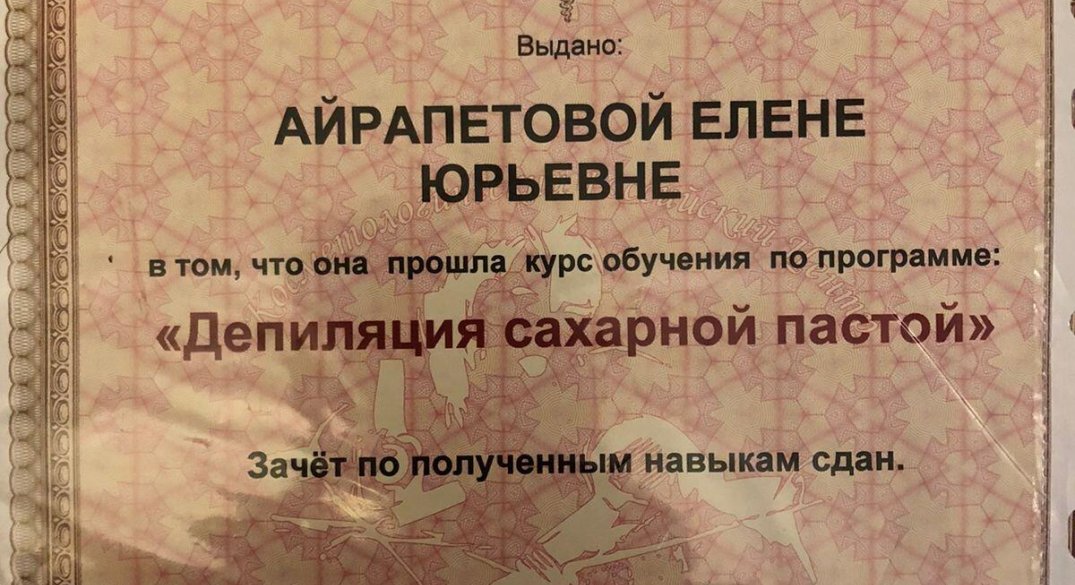 Выдано:
АЙРАПЕТОВОЙ ЕЛЕНЕ
ЮРЬЕВНЕ
в том, что она прошла курс обучения по программе:
«Депиляция сахарной пастой»
Зачёт по полученным навыкам сдан.